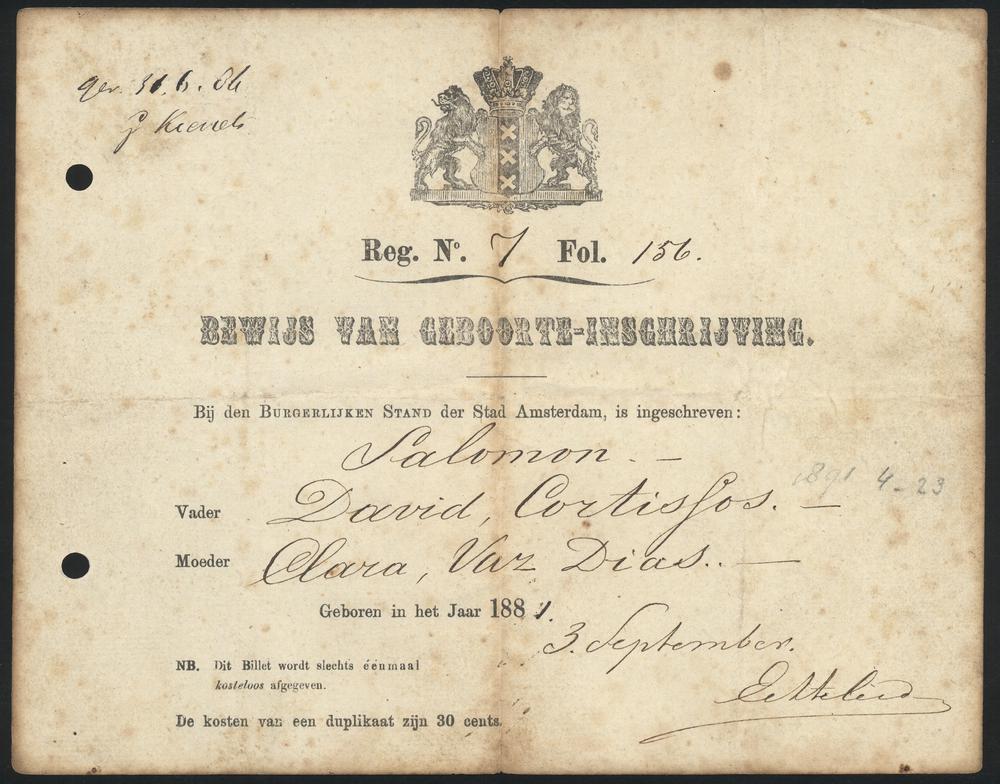 Reg. Nº. 7 Fol. 156.
BEWIJS VAN GEBOORTE-INSCHRIJVING.
Bij den BURGERLIJKEN STAND der Stad Amsterdam, is ingeschreven:
Salomon. —
1891 4-23
Vader David, Cortissos. —
Moeder Clara, Vaz Dias.. —
Geboren in het Jaar 1881.
3. September.
NB. Dit Billet wordt slechts éénmaal
kosteloos afgegeven.
De kosten van een duplikaat zijn 30 cents.